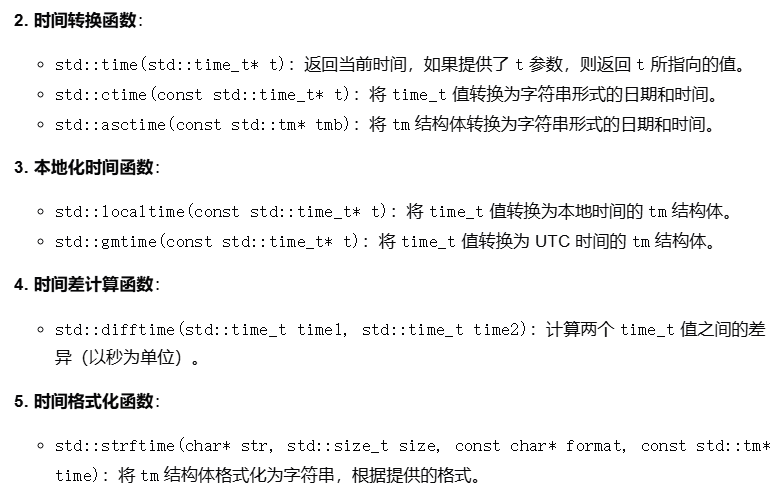 2. 时间转换函数：
std::time(std::time_t* t)：返回当前时间，如果提供了 t 参数，则返回 t 所指向的值。
std::ctime(const std::time_t* t)：将 time_t 值转换为字符串形式的日期和时间。
std::asctime(const std::tm* tmb)：将 tm 结构体转换为字符串形式的日期和时间。
3. 本地化时间函数：
std::localtime(const std::time_t* t)：将 time_t 值转换为本地时间的 tm 结构体。
std::gmtime(const std::time_t* t)：将 time_t 值转换为 UTC 时间的 tm 结构体。
4. 时间差计算函数：
std::difftime(std::time_t time1, std::time_t time2)：计算两个 time_t 值之间的差
异（以秒为单位）。
5. 时间格式化函数：
std::strftime(char* str, std::size_t size, const char* format, const std::tm*
time)：将 tm 结构体格式化为字符串，根据提供的格式。